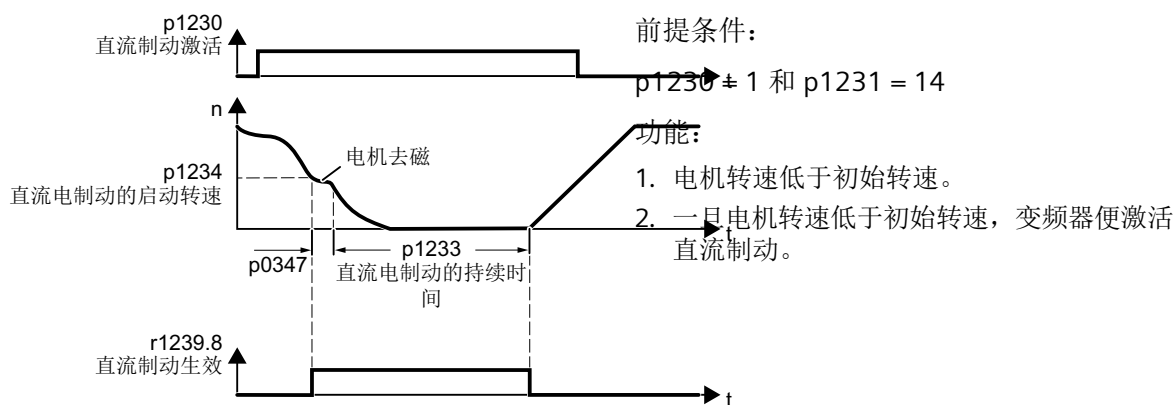 p1230
直流制动激活
t
n
电机去磁
p1234
直流电制动的启动转速
t
p0347
p1233
直流电制动的持续时
间
r1239.8
直流制动生效
t
前提条件：
p1230 = 1 和 p1231 = 14
功能：
1. 电机转速低于初始转速。
2. 一旦电机转速低于初始转速，变频器便激活
直流制动。